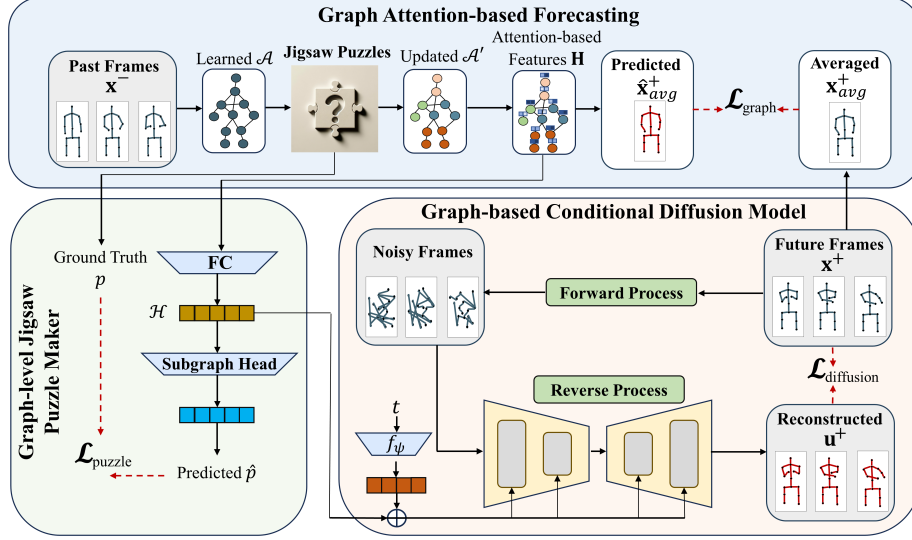 Graph Attention-based Forecasting
Past Frames
x⁻
Learned 𝒜
Jigsaw Puzzles
?
Updated 𝒜′
Attention-based
Features H
Predicted
x̂⁺avg
ℒgraph
Averaged
x⁺avg
Graph-level Jigsaw
Puzzle Maker
Ground Truth
p
FC
ℋ
Subgraph Head
ℒpuzzle
Predicted p̂
Graph-based Conditional Diffusion Model
Noisy Frames
Forward Process
Future Frames
x⁺
Reverse Process
ℒdiffusion
t
fψ
Reconstructed
u⁺